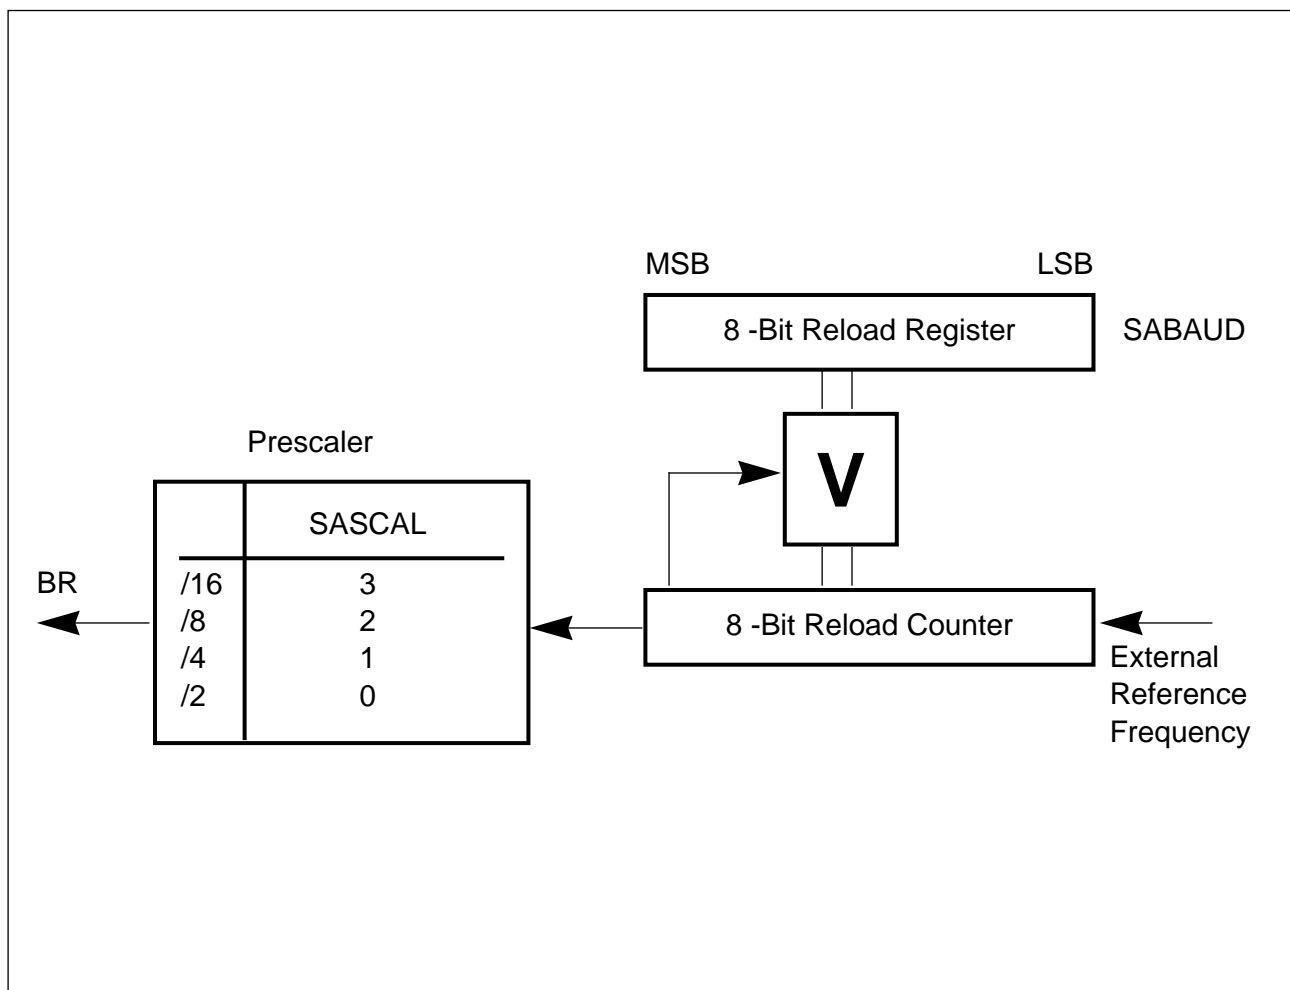 MSB LSB
8 -Bit Reload Register SABAUD
V
Prescaler
SASCAL
/16 3
/8 2
/4 1
/2 0
BR
8 -Bit Reload Counter
External
Reference
Frequency